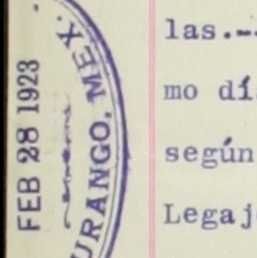 FEB 28 1923
URANGO, MEX.
las.--
mo dí
según
Legaj